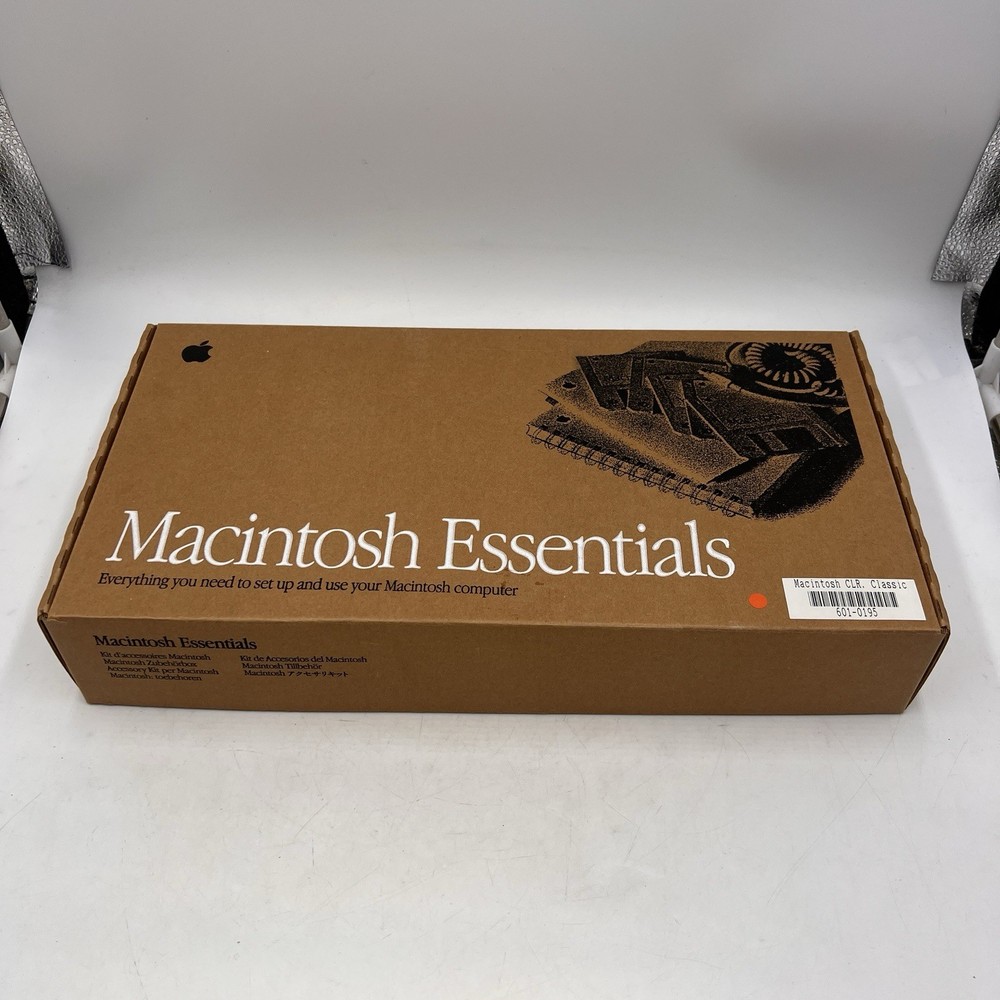 Macintosh Essentials
Everything you need to set up and use your Macintosh computer
Macintosh CLR. Classic
601-0195
Macintosh Essentials
Kit d'accessoires Macintosh
Macintosh Zubehörbox
Accessory Kit per Macintosh
Macintosh: toebehoren
Kit de Accesorios del Macintosh
Macintosh Tillbehör
Macintosh アクセサリキット